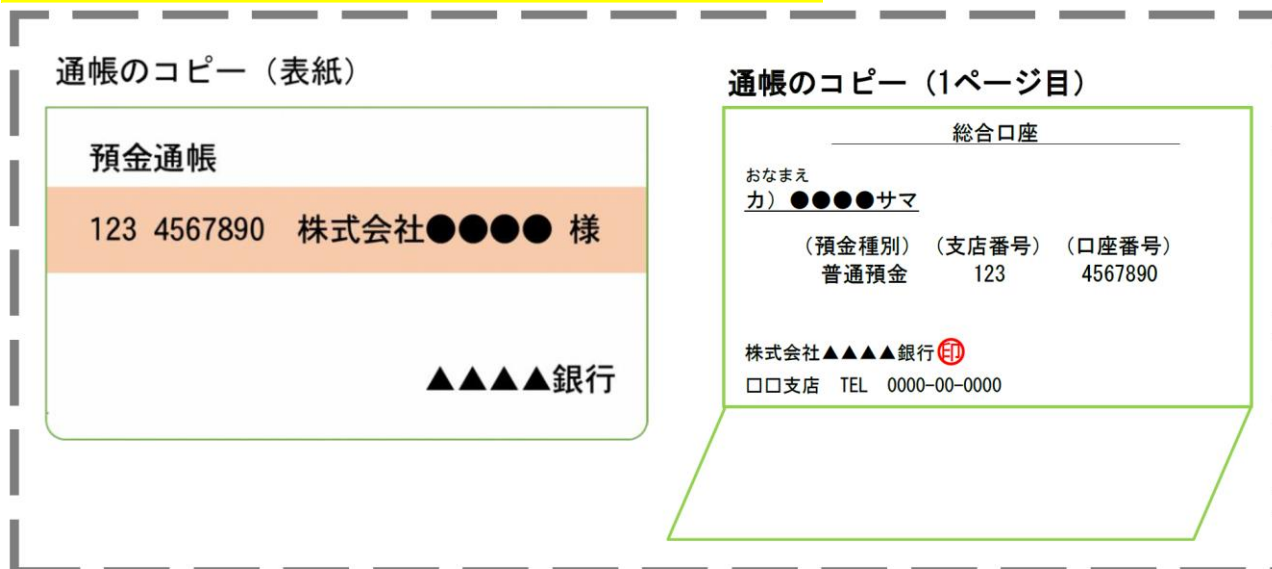 通帳のコピー（表紙）
預金通帳
123 4567890 株式会社●●●● 様
▲▲▲▲銀行
通帳のコピー（1ページ目）
総合口座
おなまえ
カ）●●●●サマ
（預金種別）（支店番号）（口座番号）
普通預金 123 4567890
株式会社▲▲▲▲銀行㊞
口口支店 TEL 0000-00-0000